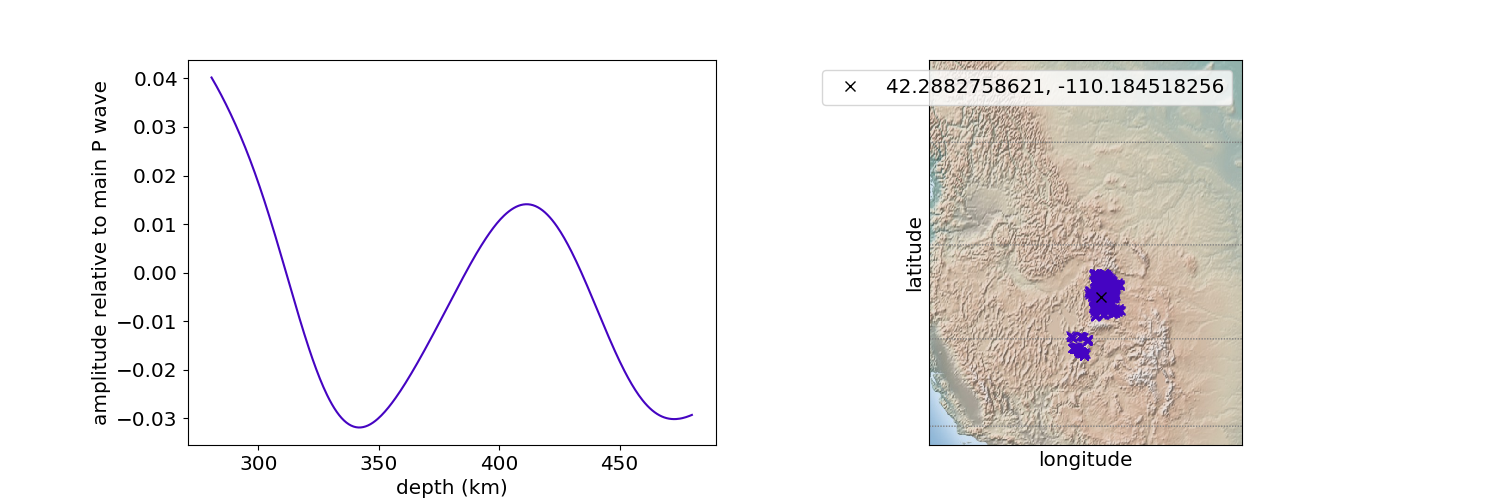 amplitude relative to main P wave
0.04
0.03
0.02
0.01
0.00
−0.01
−0.02
−0.03
300 350 400 450
depth (km)
× 42.2882758621, -110.184518256
latitude
longitude